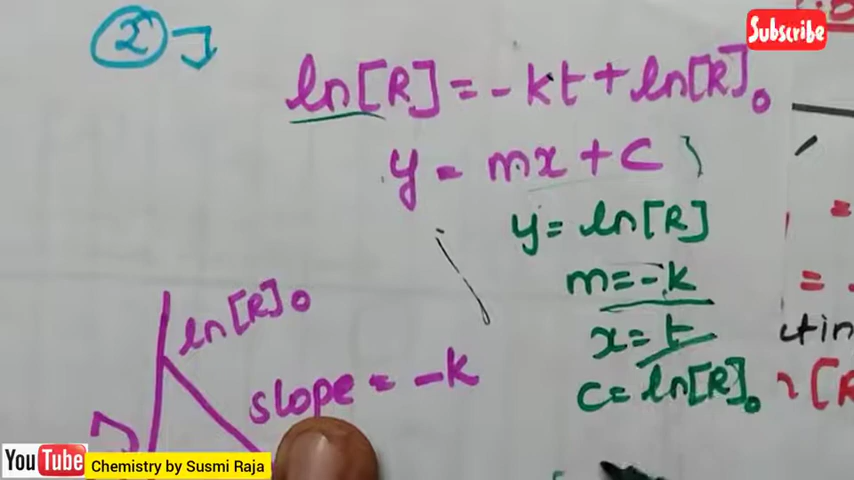 Subscribe
2
ln[R] = -kt + ln[R]₀
y = mx + c
y = ln[R]
m = -k
x = t
c = ln[R]₀
ln[R]₀
slope = -k
YouTube
Chemistry by Susmi Raja